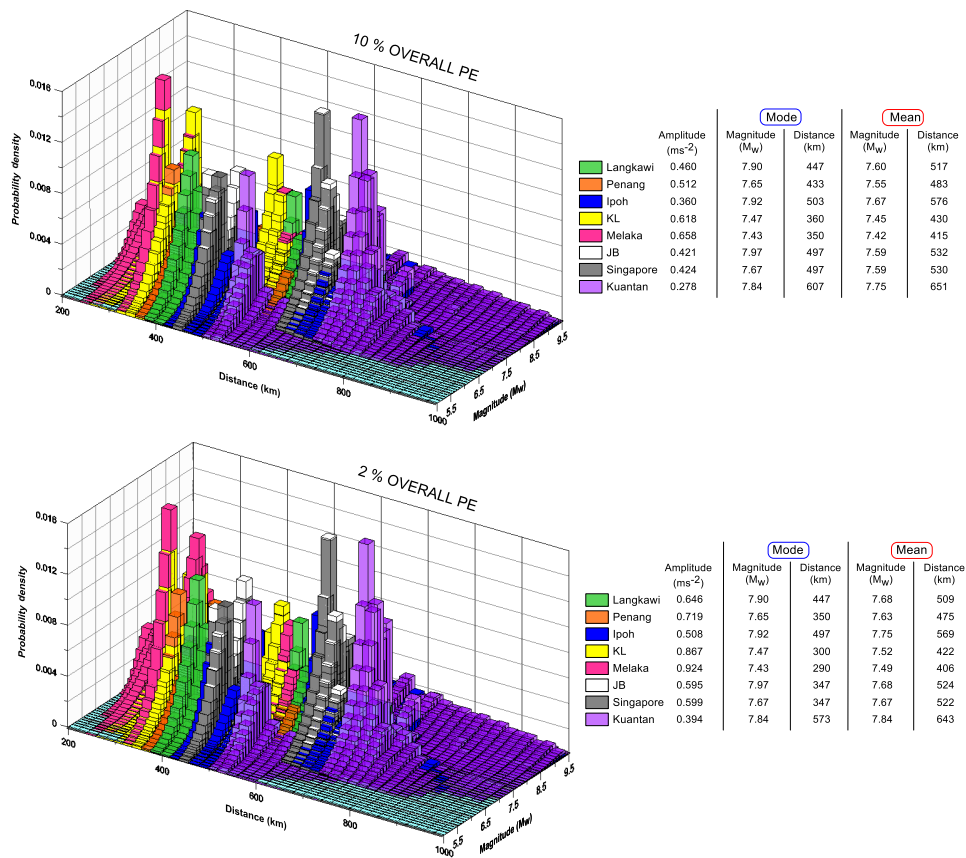 10 % OVERALL PE
0.016
0.012
0.008
0.004
0
Probability density
200
400
600
800
1000
Distance (km)
5.5
6.5
7.5
8.5
9.5
Magnitude (Mw)
Mode Mean
Amplitude Magnitude Distance Magnitude Distance
(ms-2) (Mw) (km) (Mw) (km)
Langkawi 0.460 7.90 447 7.60 517
Penang 0.512 7.65 433 7.55 483
Ipoh 0.360 7.92 503 7.67 576
KL 0.618 7.47 360 7.45 430
Melaka 0.658 7.43 350 7.42 415
JB 0.421 7.97 497 7.59 532
Singapore 0.424 7.67 497 7.59 530
Kuantan 0.278 7.84 607 7.75 651
2 % OVERALL PE
0.016
0.012
0.008
0.004
0
Probability density
200
400
600
800
1000
Distance (km)
5.5
6.5
7.5
8.5
9.5
Magnitude (Mw)
Mode Mean
Amplitude Magnitude Distance Magnitude Distance
(ms-2) (Mw) (km) (Mw) (km)
Langkawi 0.646 7.90 447 7.68 509
Penang 0.719 7.65 350 7.63 475
Ipoh 0.508 7.92 497 7.75 569
KL 0.867 7.47 300 7.52 422
Melaka 0.924 7.43 290 7.49 406
JB 0.595 7.97 347 7.68 524
Singapore 0.599 7.67 347 7.67 522
Kuantan 0.394 7.84 573 7.84 643